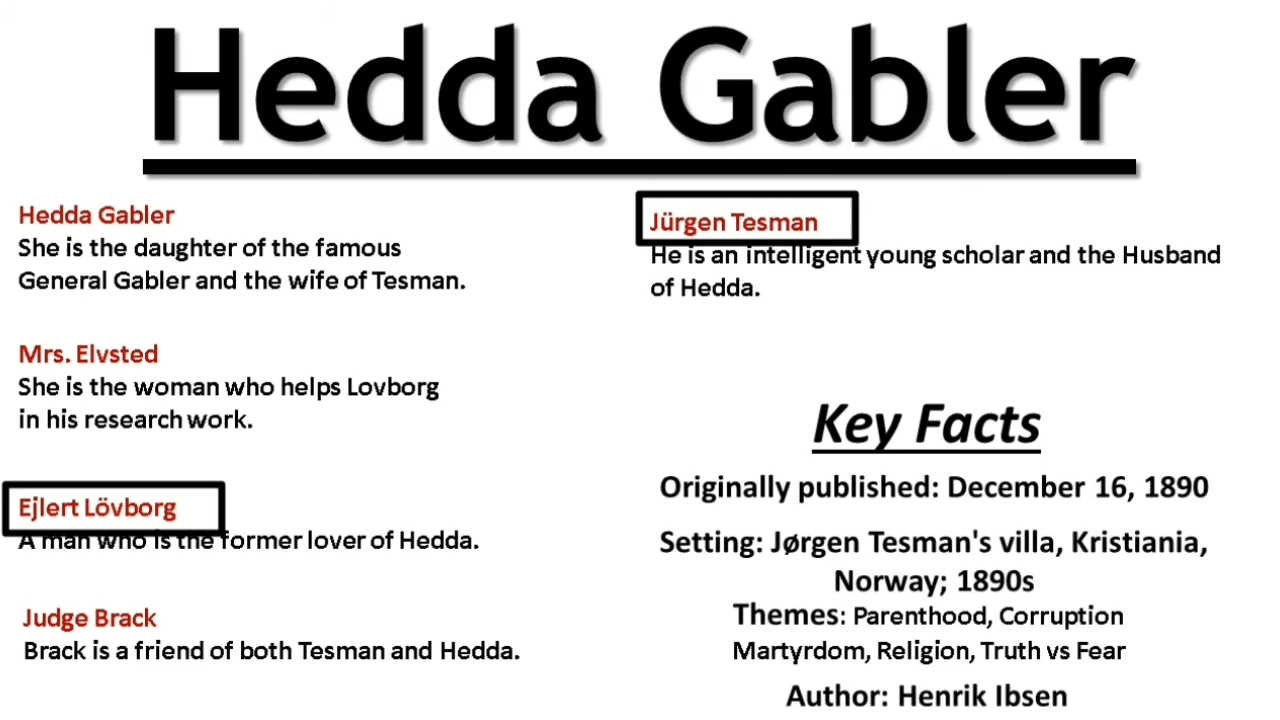 Hedda Gabler
Hedda Gabler
She is the daughter of the famous
General Gabler and the wife of Tesman.
Mrs. Elvsted
She is the woman who helps Lovborg
in his research work.
Ejlert Lövborg
A man who is the former lover of Hedda.
Judge Brack
Brack is a friend of both Tesman and Hedda.
Jürgen Tesman
He is an intelligent young scholar and the Husband
of Hedda.
Key Facts
Originally published: December 16, 1890
Setting: Jørgen Tesman's villa, Kristiania,
Norway; 1890s
Themes: Parenthood, Corruption
Martyrdom, Religion, Truth vs Fear
Author: Henrik Ibsen